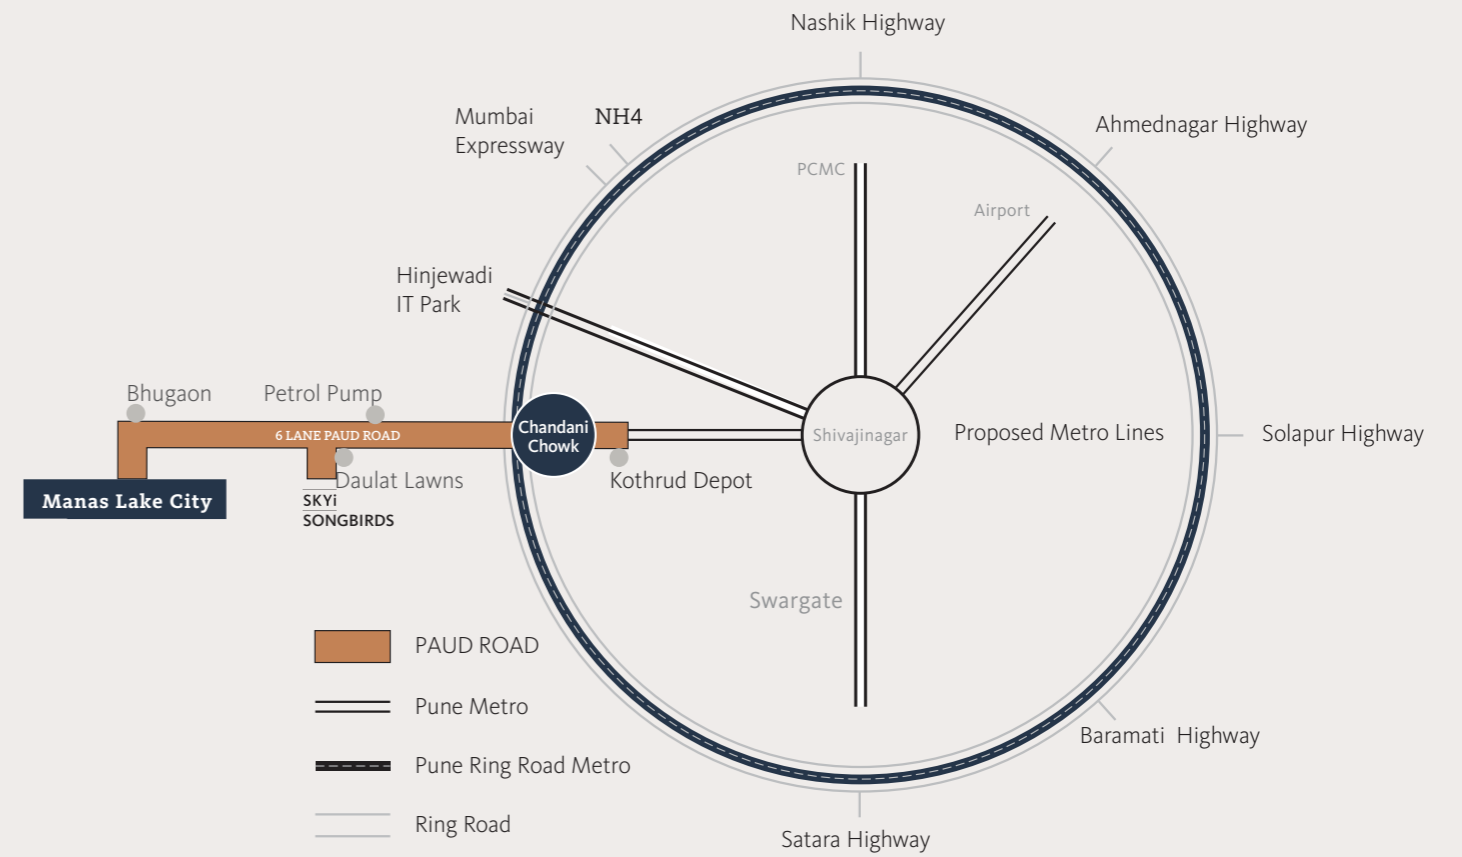 Nashik Highway
Mumbai
Expressway
NH4
Ahmednagar Highway
PCMC
Airport
Hinjewadi
IT Park
Bhugaon
Petrol Pump
6 LANE PAUD ROAD
Chandani
Chowk
Shivajinagar
Proposed Metro Lines
Solapur Highway
Daulat Lawns
Kothrud Depot
Manas Lake City
SKYi
SONGBIRDS
Swargate
PAUD ROAD
Pune Metro
Baramati Highway
Pune Ring Road Metro
Ring Road
Satara Highway